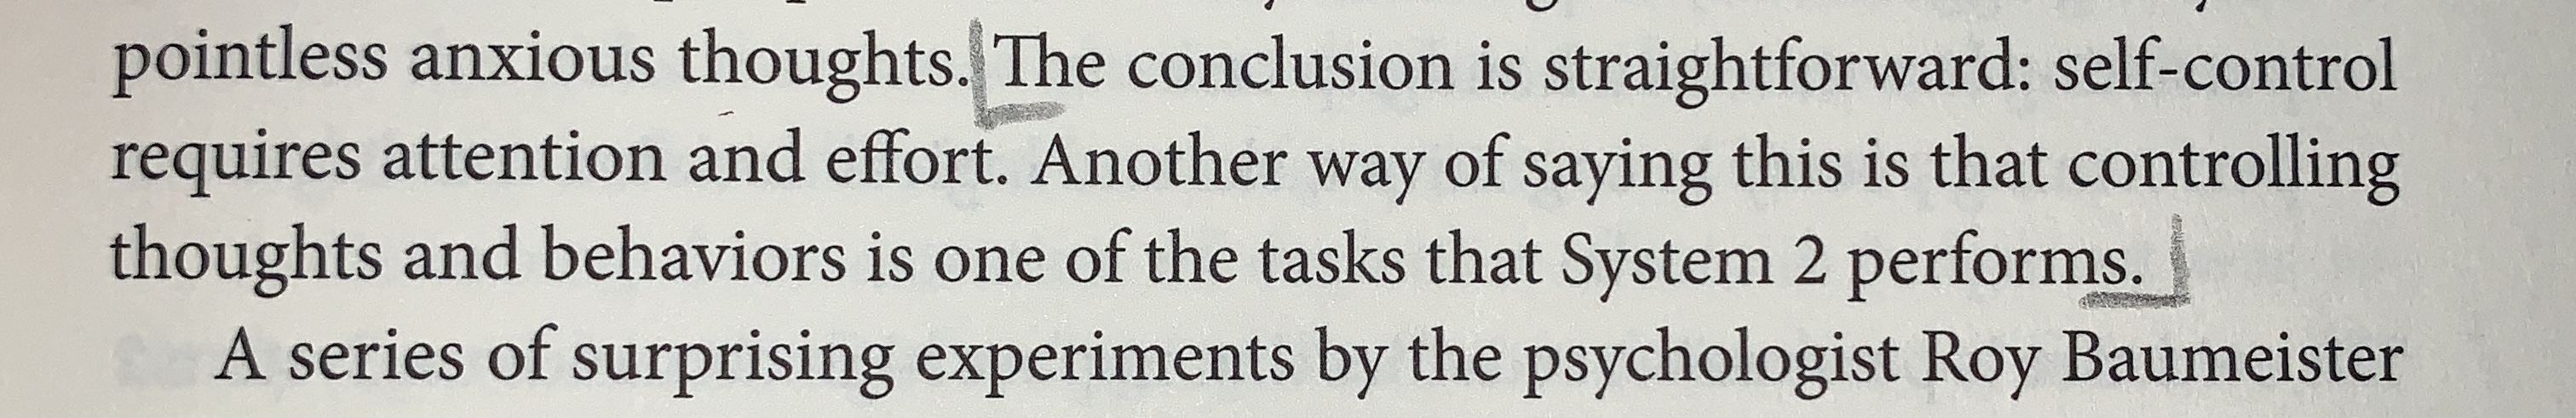 pointless anxious thoughts. The conclusion is straightforward: self-control
requires attention and effort. Another way of saying this is that controlling
thoughts and behaviors is one of the tasks that System 2 performs.
A series of surprising experiments by the psychologist Roy Baumeister